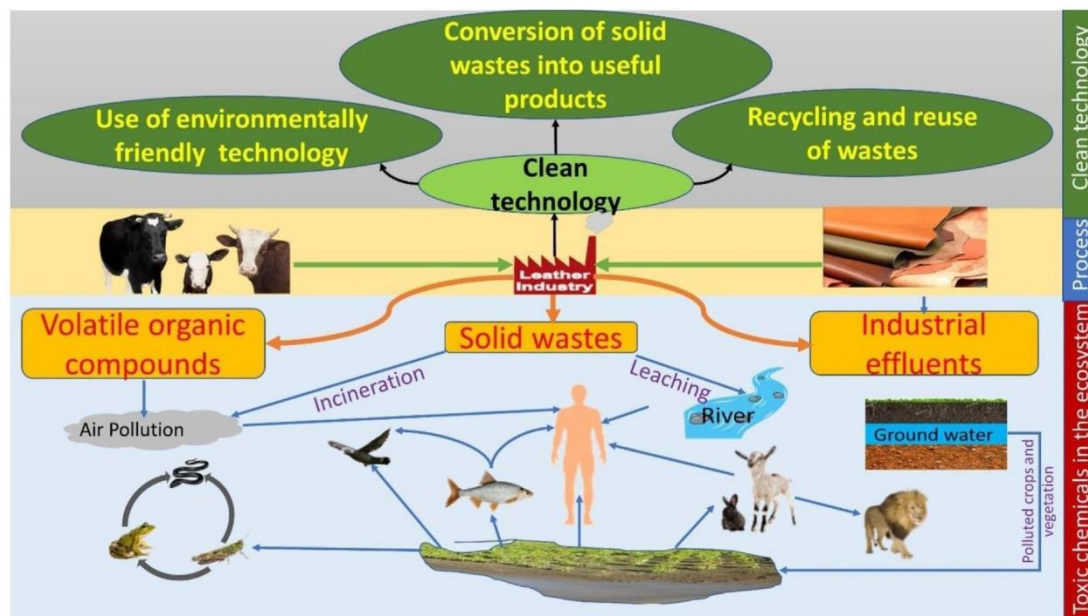 Conversion of solid
wastes into useful
products
Use of environmentally
friendly technology
Recycling and reuse
of wastes
Clean
technology
Clean technology
Leather
Industry
Process
Volatile organic
compounds
Solid wastes
Industrial
effluents
Incineration
Leaching
Air Pollution
River
Ground water
Polluted crops and
vegetation
Toxic chemicals in the ecosystem